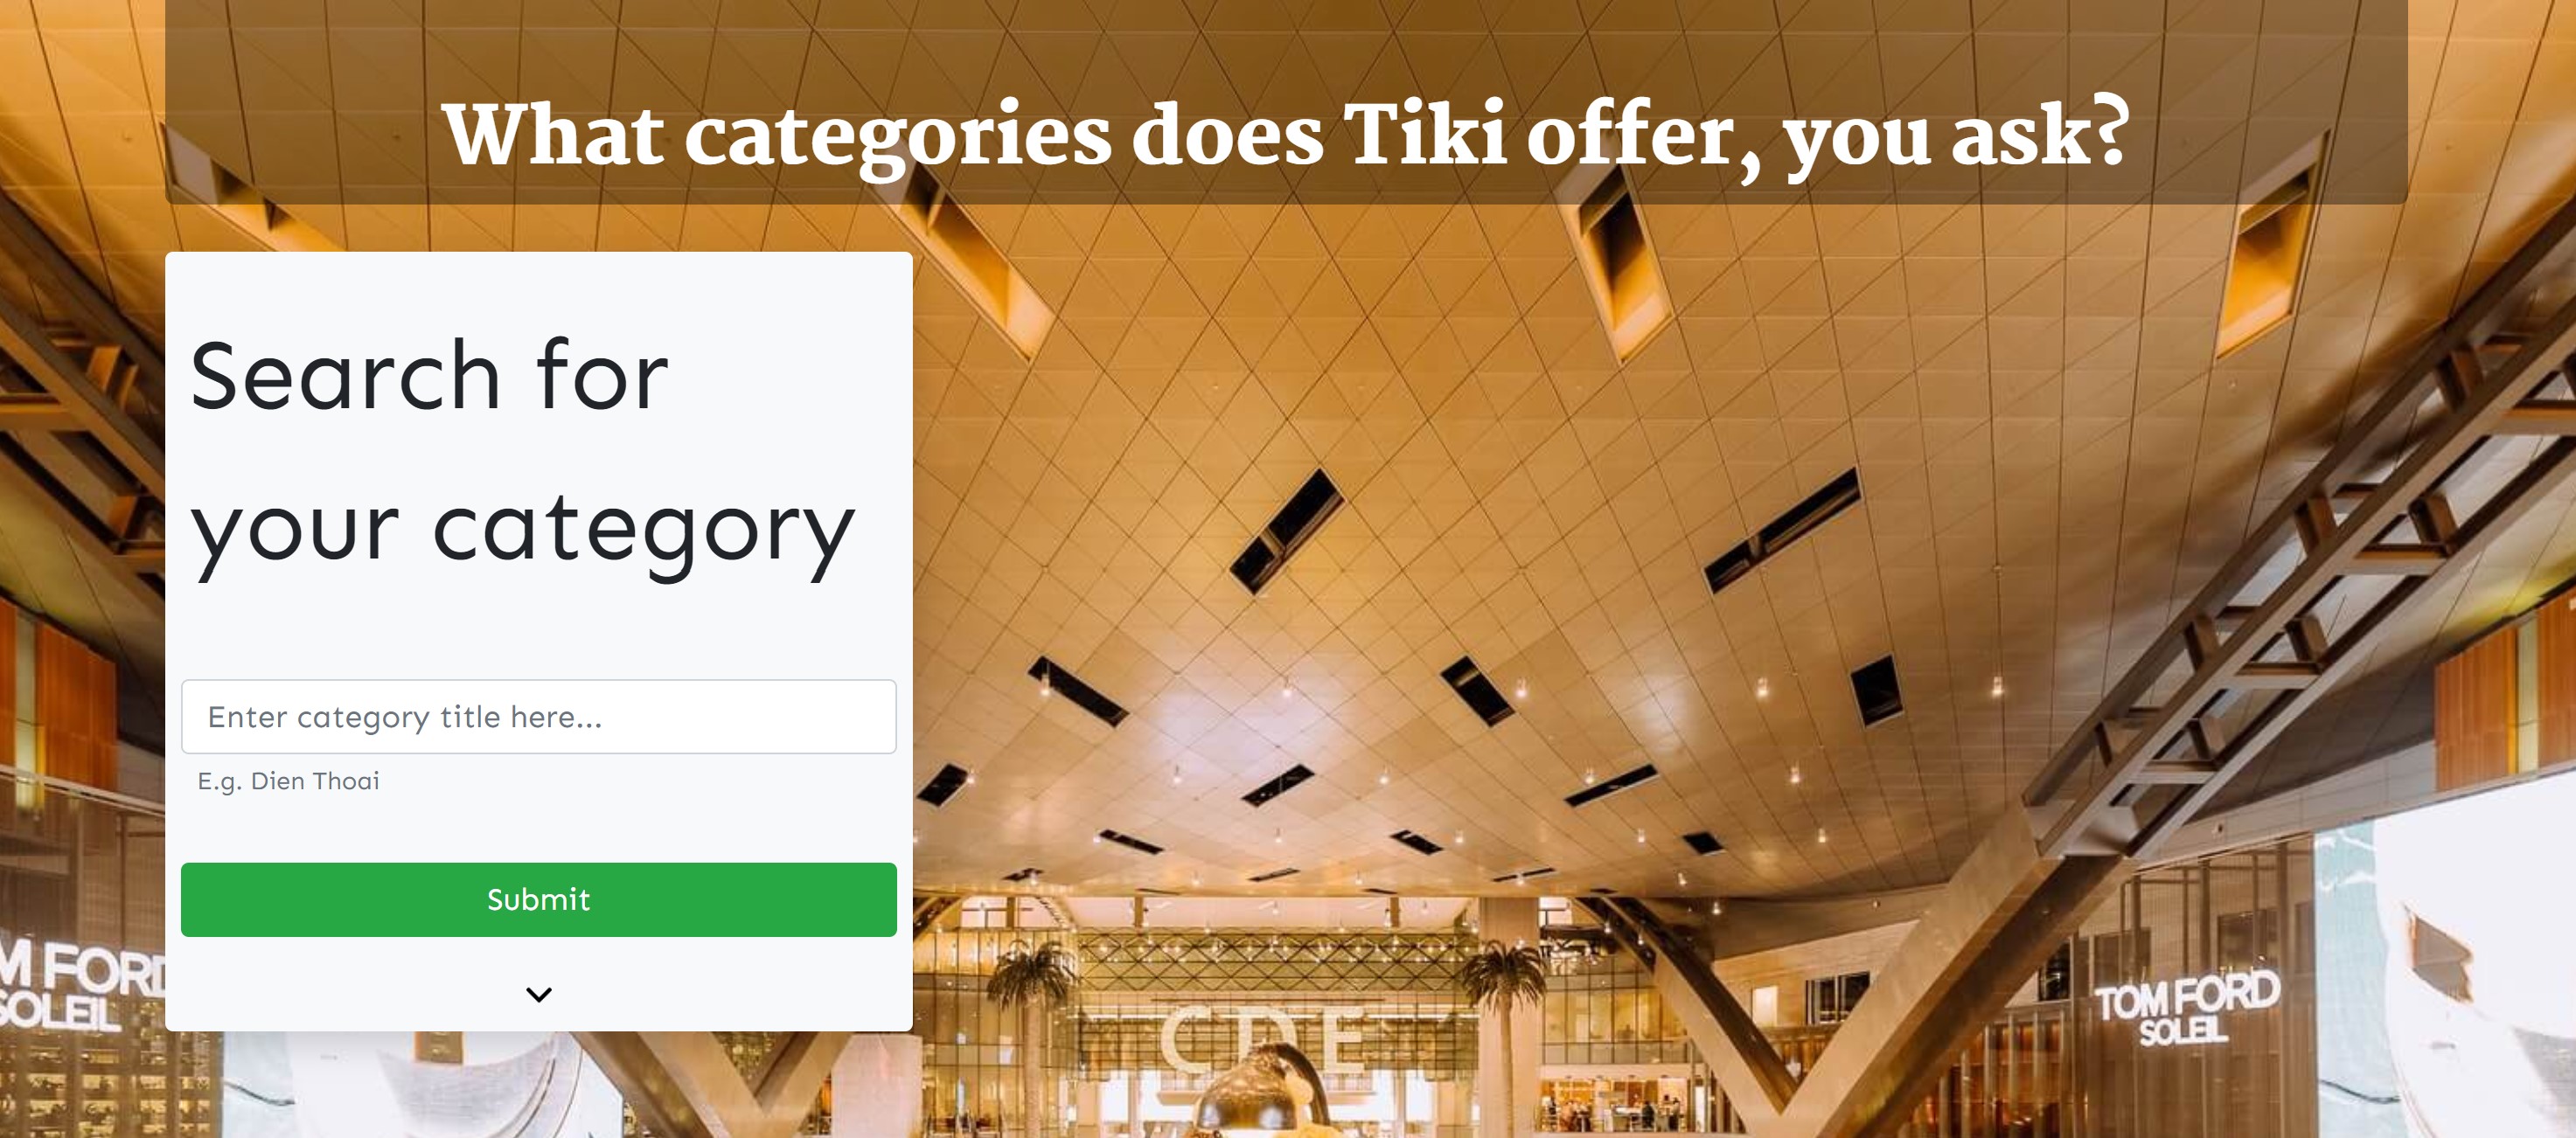 What categories does Tiki offer, you ask?
Search for
your category
Enter category title here...
E.g. Dien Thoai
Submit
M FORD
SOLEIL
CDE
TOM FORD
SOLEIL